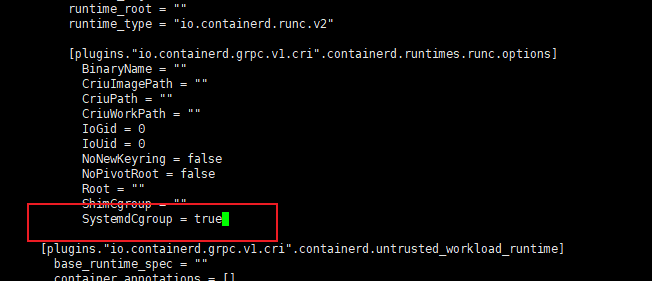 runtime_root = ""
runtime_type = "io.containerd.runc.v2"
[plugins."io.containerd.grpc.v1.cri".containerd.runtimes.runc.options]
BinaryName = ""
CriuImagePath = ""
CriuPath = ""
CriuWorkPath = ""
IoGid = 0
IoUid = 0
NoNewKeyring = false
NoPivotRoot = false
Root = ""
ShimCgroup = ""
SystemdCgroup = true
[plugins."io.containerd.grpc.v1.cri".containerd.untrusted_workload_runtime]
base_runtime_spec = ""
container_annotations = []